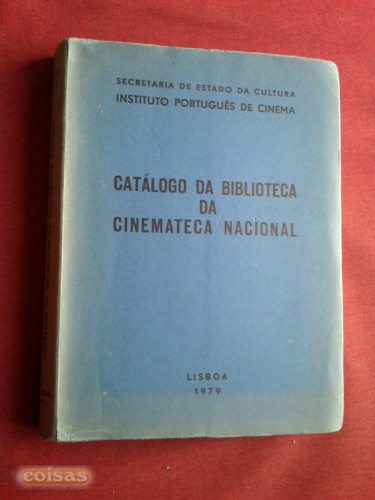 SECRETARIA DE ESTADO DA CULTURA
INSTITUTO PORTUGUÊS DE CINEMA
CATÁLOGO DA BIBLIOTECA
DA
CINEMATECA NACIONAL
LISBOA
1979
coisas